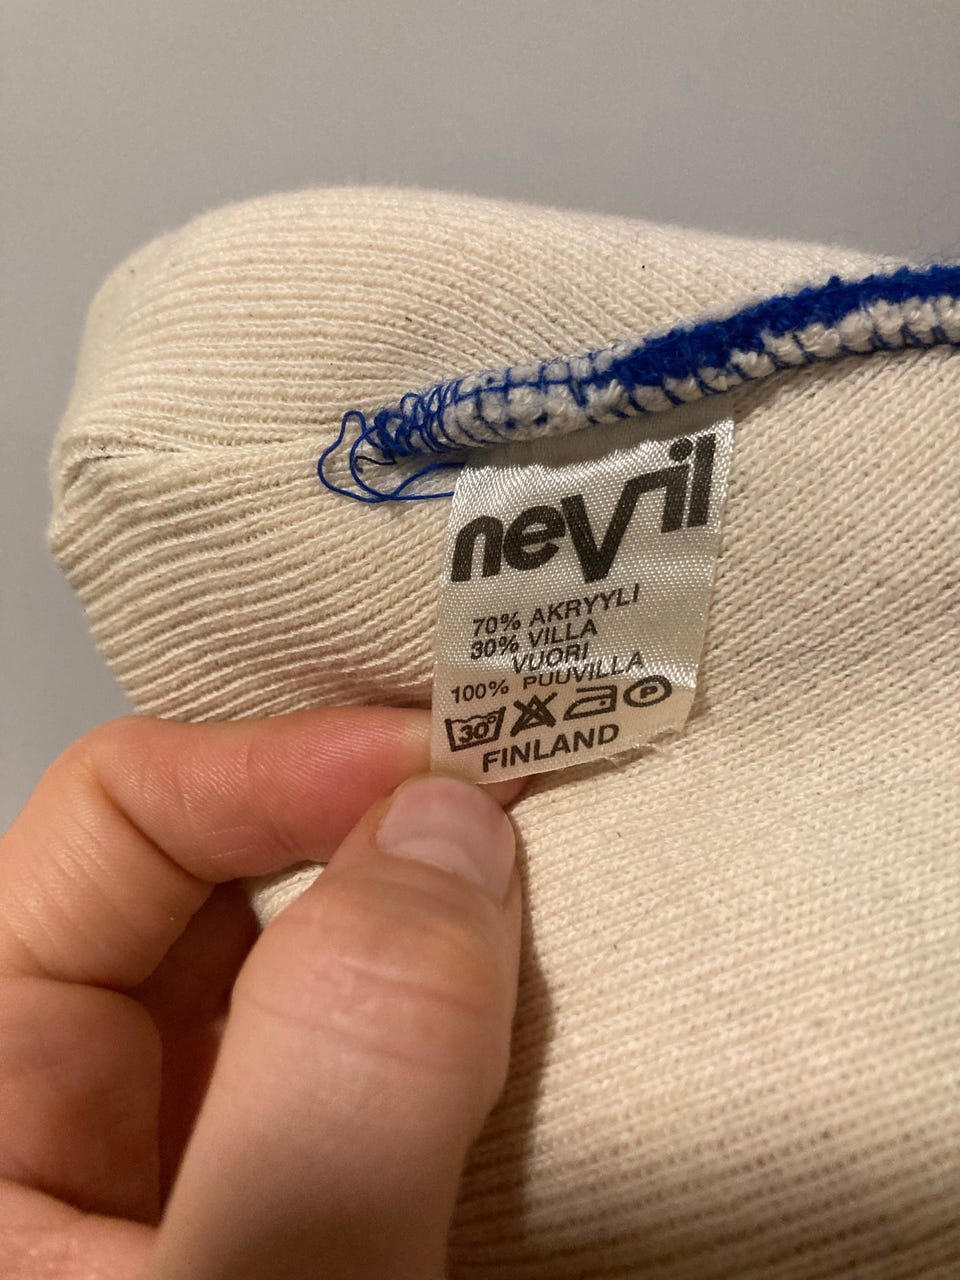 nevil
70% AKRYYLI
30% VILLA
VUORI
100% PUUVILLA
30° P
FINLAND